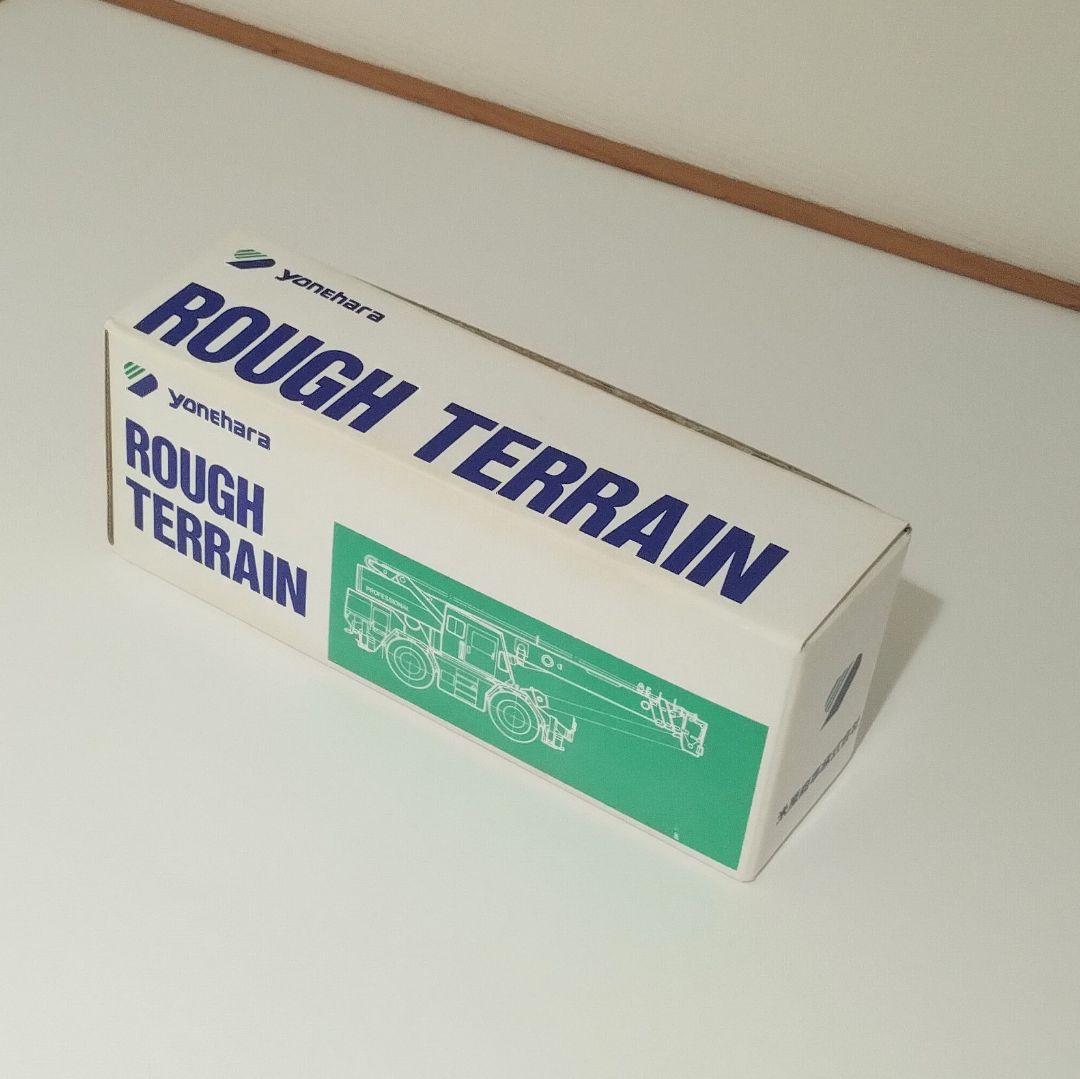 yonehara
ROUGH TERRAIN
yonehara
ROUGH
TERRAIN
PROFESSIONAL